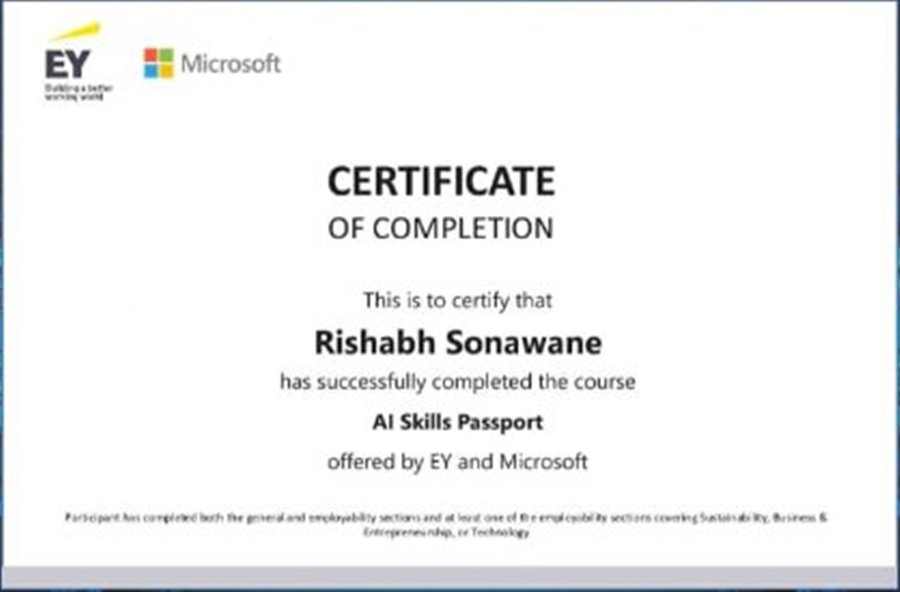 EY
Building a better
working world
Microsoft
CERTIFICATE
OF COMPLETION
This is to certify that
Rishabh Sonawane
has successfully completed the course
AI Skills Passport
offered by EY and Microsoft
Participant has completed both the general and employability sections and at least one of the employability sections covering Sustainability, Business &
Entrepreneurship, or Technology